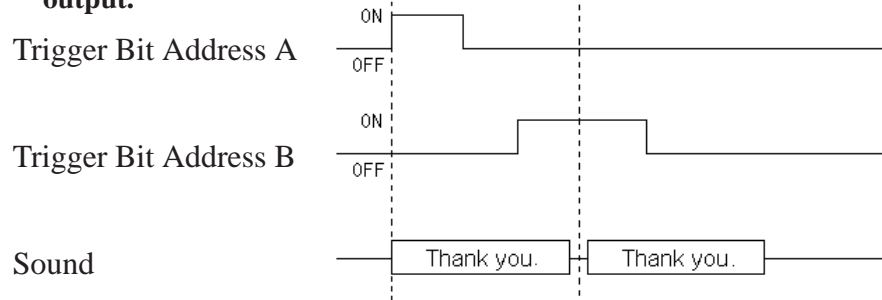 output.
ON
Trigger Bit Address A
OFF
ON
Trigger Bit Address B
OFF
Sound
Thank you.
Thank you.